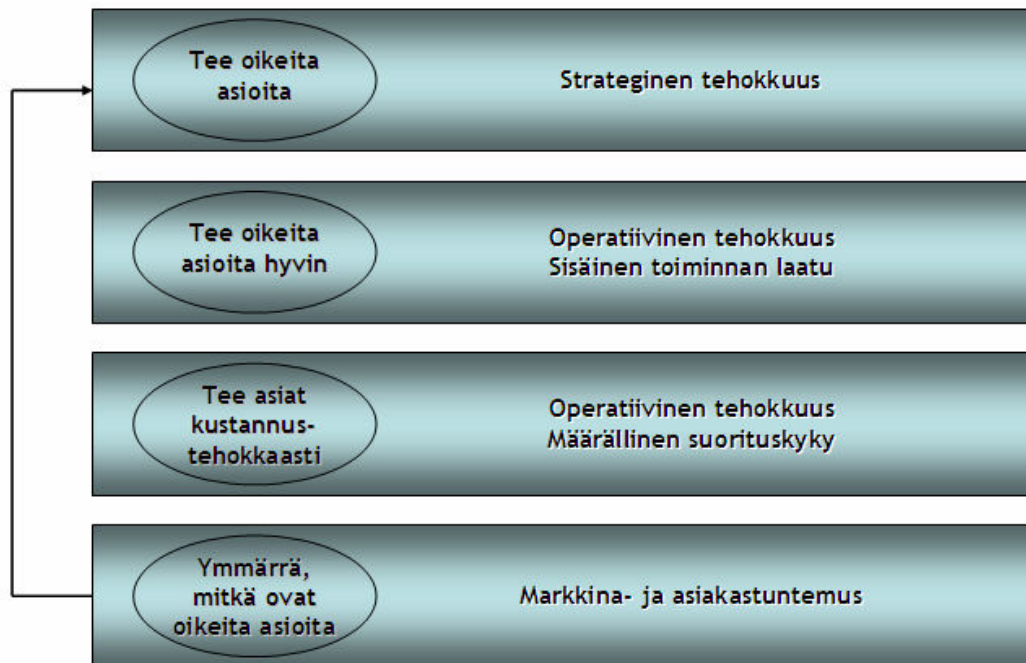 Tee oikeita
asioita
Strateginen tehokkuus
Tee oikeita
asioita hyvin
Operatiivinen tehokkuus
Sisäinen toiminnan laatu
Tee asiat
kustannus-
tehokkaasti
Operatiivinen tehokkuus
Määrällinen suorituskyky
Ymmärrä,
mitkä ovat
oikeita asioita
Markkina- ja asiakastuntemus